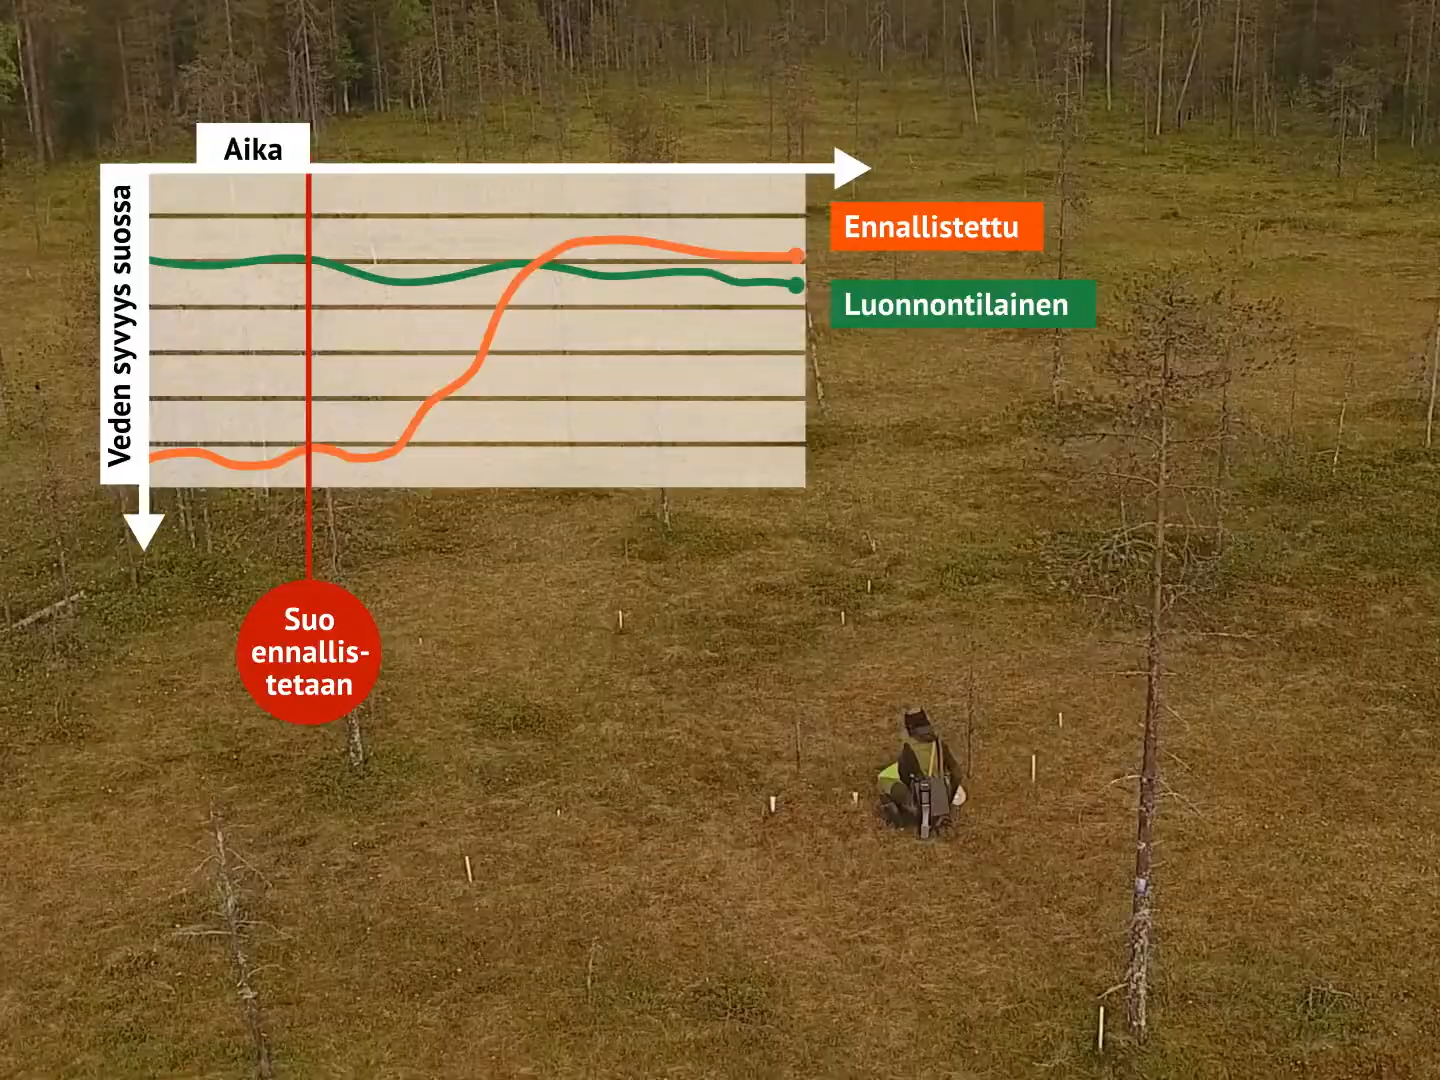 Aika
Veden syvyys suossa
Ennallistettu
Luonnontilainen
Suo
ennallis-
tetaan